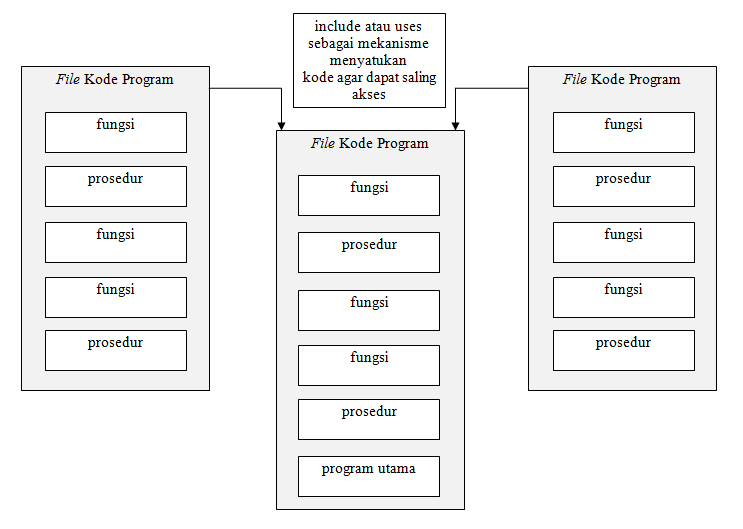 include atau uses
sebagai mekanisme
menyatukan
kode agar dapat saling
akses
File Kode Program
fungsi
prosedur
fungsi
fungsi
prosedur
File Kode Program
fungsi
prosedur
fungsi
fungsi
prosedur
program utama
File Kode Program
fungsi
prosedur
fungsi
fungsi
prosedur